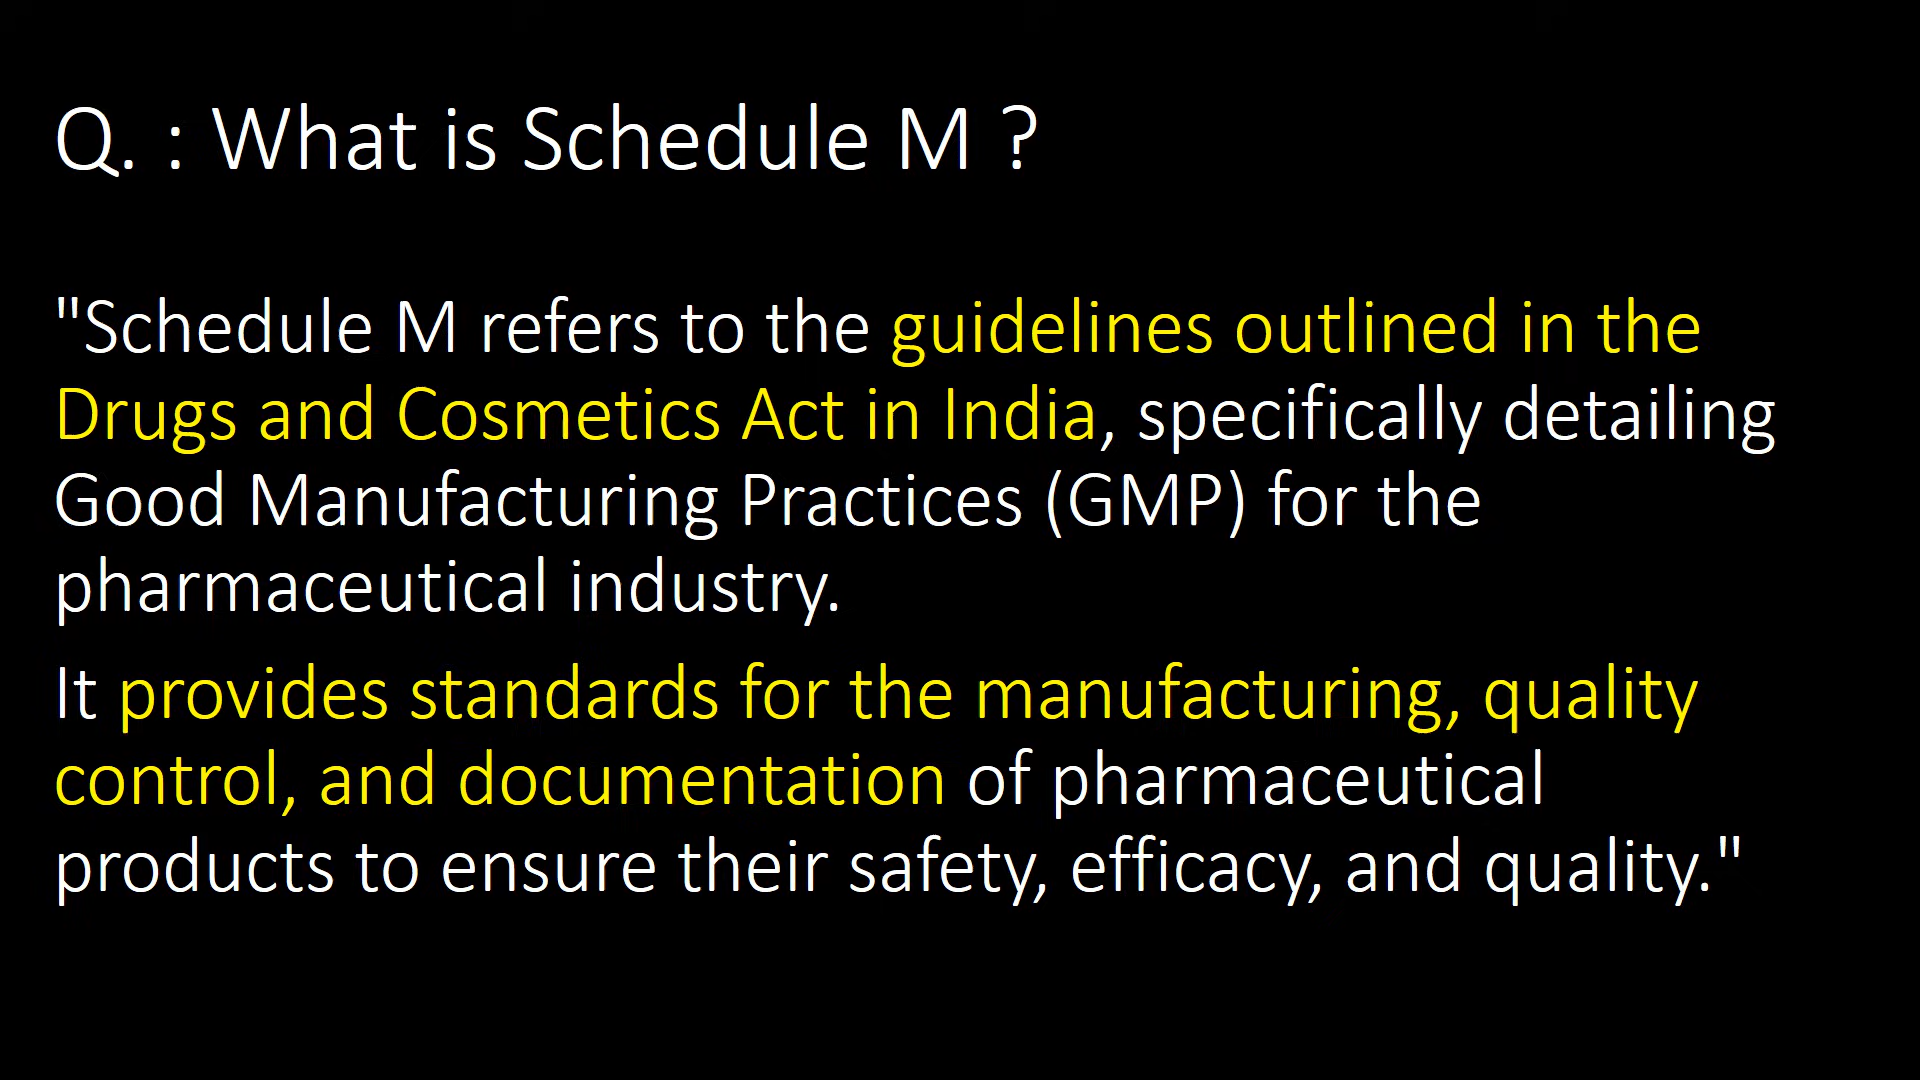 Q. : What is Schedule M ?
"Schedule M refers to the guidelines outlined in the
Drugs and Cosmetics Act in India, specifically detailing
Good Manufacturing Practices (GMP) for the
pharmaceutical industry.
It provides standards for the manufacturing, quality
control, and documentation of pharmaceutical
products to ensure their safety, efficacy, and quality."